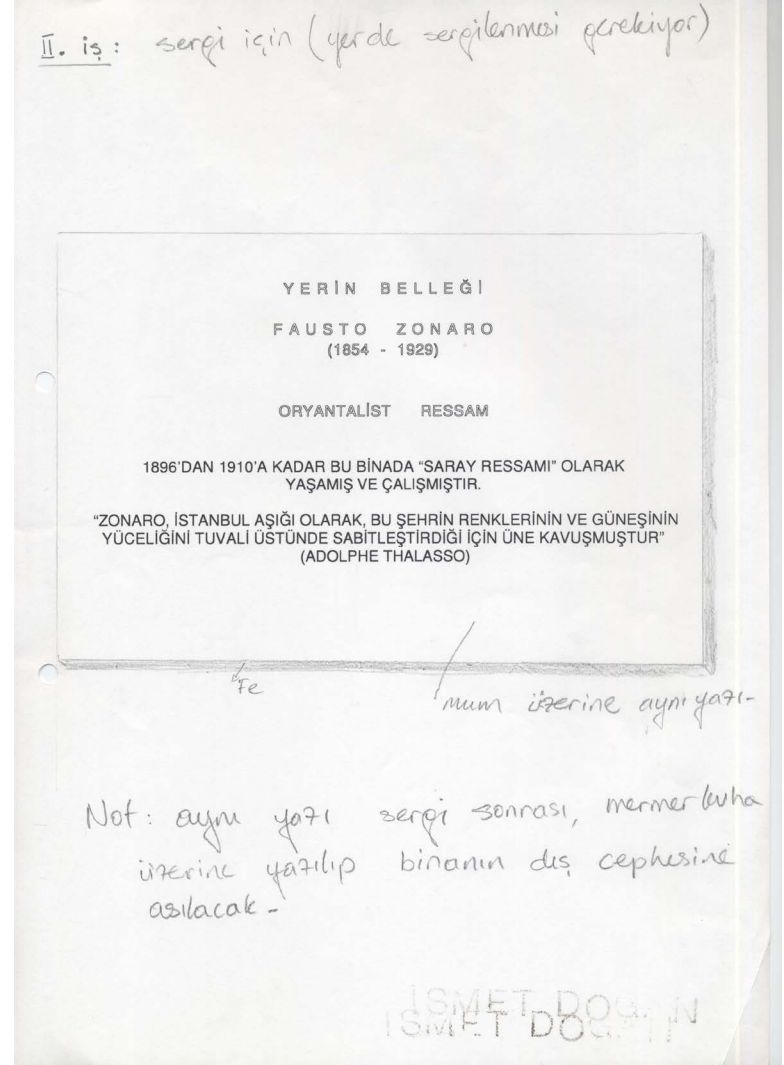 II. iş: sergi için (yerde sergilenmesi gerekiyor)
YERİN BELLEĞİ
FAUSTO ZONARO
(1854 - 1929)
ORYANTALİST RESSAM
1896'DAN 1910'A KADAR BU BİNADA “SARAY RESSAMI” OLARAK
YAŞAMIŞ VE ÇALIŞMIŞTIR.
“ZONARO, İSTANBUL AŞIĞI OLARAK, BU ŞEHRİN RENKLERİNİN VE GÜNEŞİNİN
YÜCELİĞİNİ TUVALİ ÜSTÜNDE SABİTLEŞTİRDİĞİ İÇİN ÜNE KAVUŞMUŞTUR”
(ADOLPHE THALASSO)
Fe
mum üzerine aynı yazı-
Not: aynı yazı sergi sonrası, mermer levha
üzerine yazılıp binanın dış cephesine
asılacak-
İSMET DOĞAN
İSMET DOĞAN